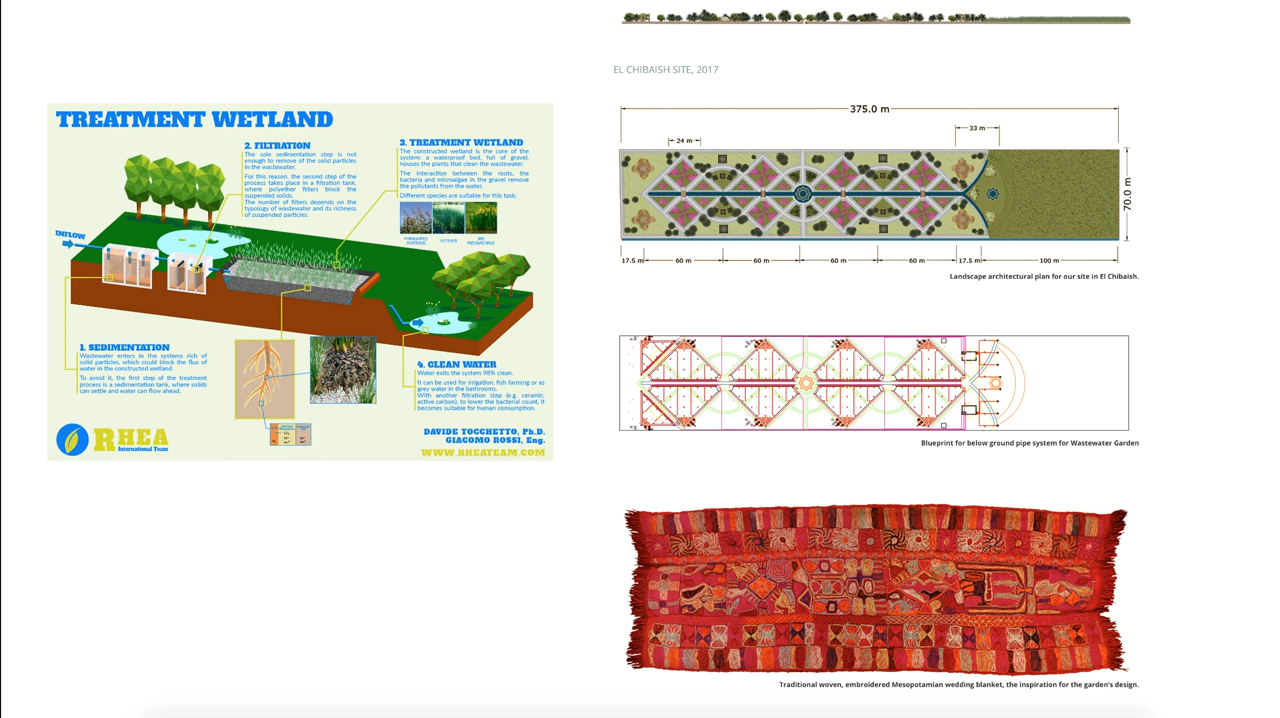 EL CHIBAISH SITE, 2017
TREATMENT WETLAND
2. FILTRATION
The sole sedimentation step is not
enough to remove of the solid particles
in the wastewater.
For this reason, the second step of the
process takes place in a filtration tank,
where polyether filters block the
suspended solids.
The number of filters depends on the
typology of wastewater and its richness
of suspended particles.
3. TREATMENT WETLAND
The constructed wetland is the core of the
system: a waterproof bed, full of gravel,
houses the plants that clean the wastewater.
The interaction between the roots, the
bacteria and microalgae in the gravel remove
the pollutants from the water.
Different species are suitable for this task:
PHRAGMITES
AUSTRALIS
VETIVER
IRIS
PSEUDACORUS
INFLOW
1. SEDIMENTATION
Wastewater enters in the systems rich of
solid particles, which could block the flux of
water in the constructed wetland.
To avoid it, the first step of the treatment
process is a sedimentation tank, where solids
can settle and water can flow ahead.
4. CLEAN WATER
Water exits the system 98% clean.
It can be used for irrigation, fish farming or as
grey water in the bathrooms.
With another filtration step (e.g. ceramic,
active carbon), to lower the bacterial count, it
becomes suitable for human consumption.
RHEA
International Team
DAVIDE TOCCHETTO, Ph.D.
GIACOMO ROSSI, Eng.
WWW.RHEATEAM.COM
375.0 m
33 m
24 m
70.0 m
17.5 m
60 m
60 m
60 m
60 m
17.5 m
100 m
Landscape architectural plan for our site in El Chibaish.
Blueprint for below ground pipe system for Wastewater Garden
Traditional woven, embroidered Mesopotamian wedding blanket, the inspiration for the garden's design.